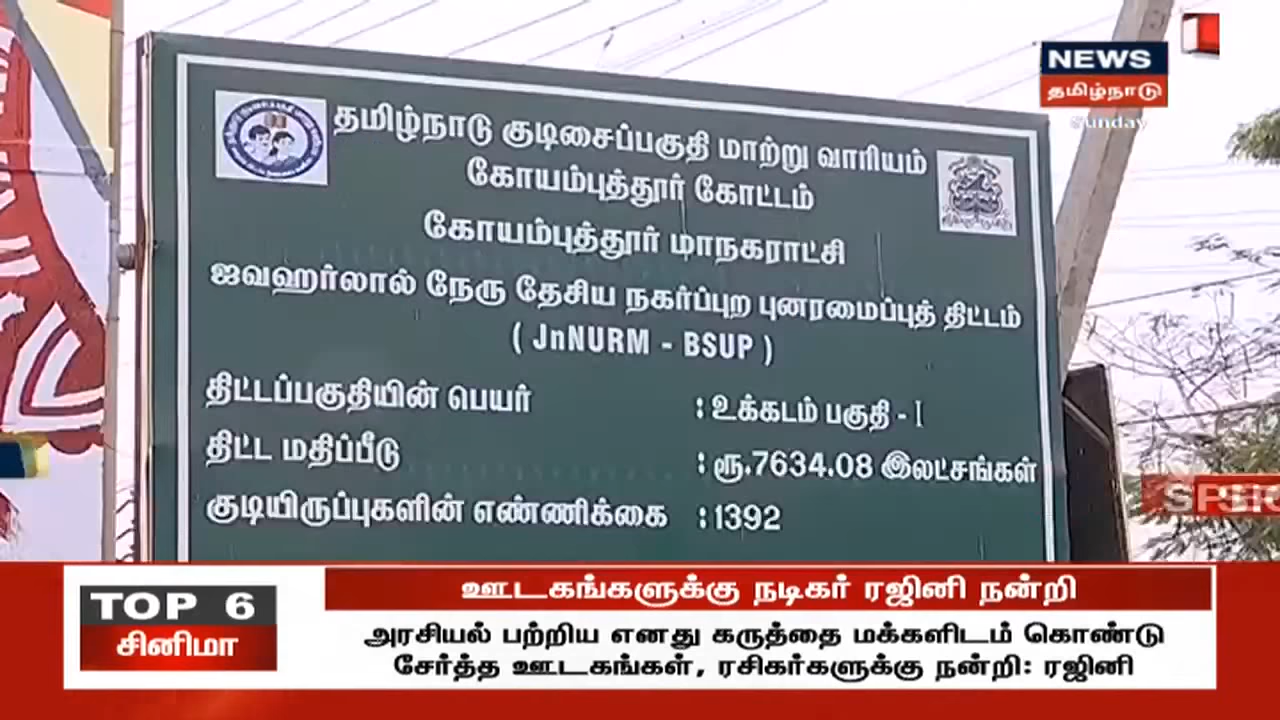 NEWS
தமிழ்நாடு
Sunday
தமிழ்நாடு குடிசைப்பகுதி மாற்று வாரியம்
கோயம்புத்தூர் கோட்டம்
கோயம்புத்தூர் மாநகராட்சி
ஜவஹர்லால் நேரு தேசிய நகர்ப்புற புனரமைப்புத் திட்டம்
( JnNURM - BSUP )
திட்டப்பகுதியின் பெயர் : உக்கடம் பகுதி - I
திட்ட மதிப்பீடு : ரூ.7634.08 இலட்சங்கள்
குடியிருப்புகளின் எண்ணிக்கை : 1392
TOP 6
சினிமா
ஊடகங்களுக்கு நடிகர் ரஜினி நன்றி
அரசியல் பற்றிய எனது கருத்தை மக்களிடம் கொண்டு
சேர்த்த ஊடகங்கள், ரசிகர்களுக்கு நன்றி: ரஜினி